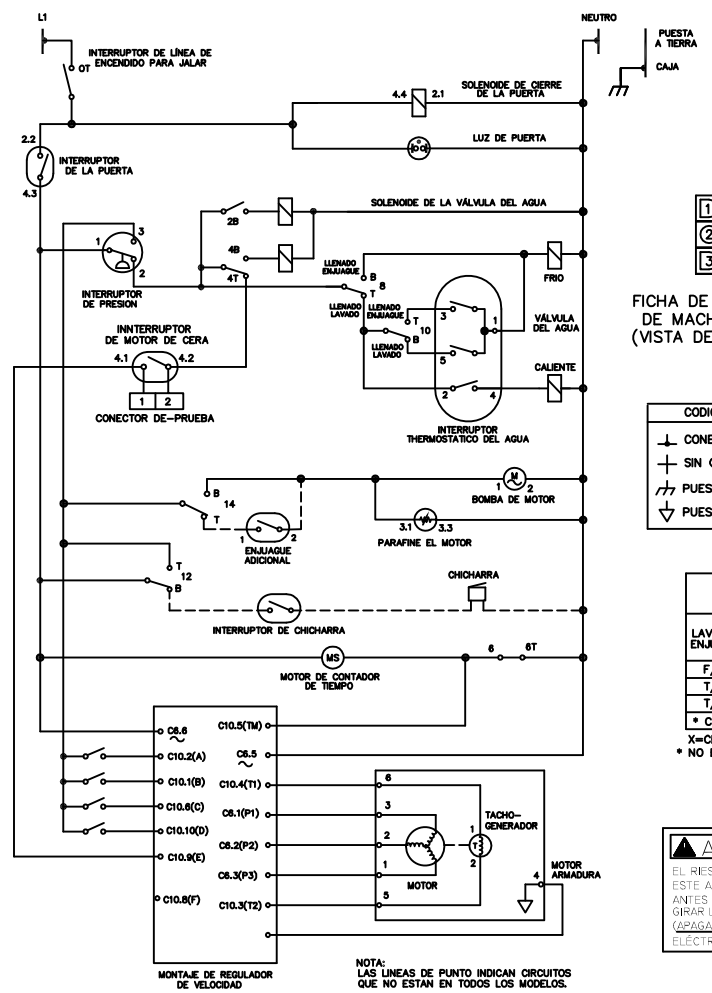 L1
NEUTRO
PUESTA
A TIERRA
CAJA
INTERRUPTOR DE LÍNEA DE
ENCENDIDO PARA JALAR
OT
SOLENOIDE DE CIERRE
DE LA PUERTA
4.4
2.1
LUZ DE PUERTA
2.2
INTERRUPTOR
DE LA PUERTA
4.3
SOLENOIDE DE LA VÁLVULA DEL AGUA
2B
4B
4T
3
1
2
INTERRUPTOR
DE PRESION
LLENADO
ENJUAGUE
B
8
T
LLENADO
LAVADO
LLENADO
ENJUAGUE
T
10
B
LLENADO
LAVADO
3
1
5
2
4
FRIO
VÁLVULA
DEL AGUA
CALIENTE
INTERRUPTOR
THERMOSTATICO DEL AGUA
INNTERRUPTOR
DE MOTOR DE CERA
4.1
4.2
1
2
CONECTOR DE-PRUEBA
1
2
3
FICHA DE
DE MACH
(VISTA DE
CODIG
CONE
SIN
PUES
PUES
B
14
T
1
2
ENJUAGUE
ADICIONAL
M
1
2
BOMBA DE MOTOR
3.1
3.3
PARAFINE EL MOTOR
T
12
B
CHICHARRA
INTERRUPTOR DE CHICHARRA
MS
MOTOR DE CONTADOR
DE TIEMPO
6
6T
LAV
ENJU
F/
T/
T/
* C
X=C
* NO
C6.6
C10.2(A)
C10.1(B)
C10.6(C)
C10.10(D)
C10.9(E)
C10.8(F)
C10.5(TM)
C6.5
C10.4(T1)
C6.1(P1)
C6.2(P2)
C6.3(P3)
C10.3(T2)
6
3
2
1
5
MOTOR
TACHO-
GENERADOR
1
T
2
4
MOTOR
ARMADURA
MONTAJE DE REGULADOR
DE VELOCIDAD
NOTA:
LAS LINEAS DE PUNTO INDICAN CIRCUITOS
QUE NO ESTAN EN TODOS LOS MODELOS.
A
EL RIES
ESTE A
ANTES
GIRAR L
(APAGA
ELÉCTR